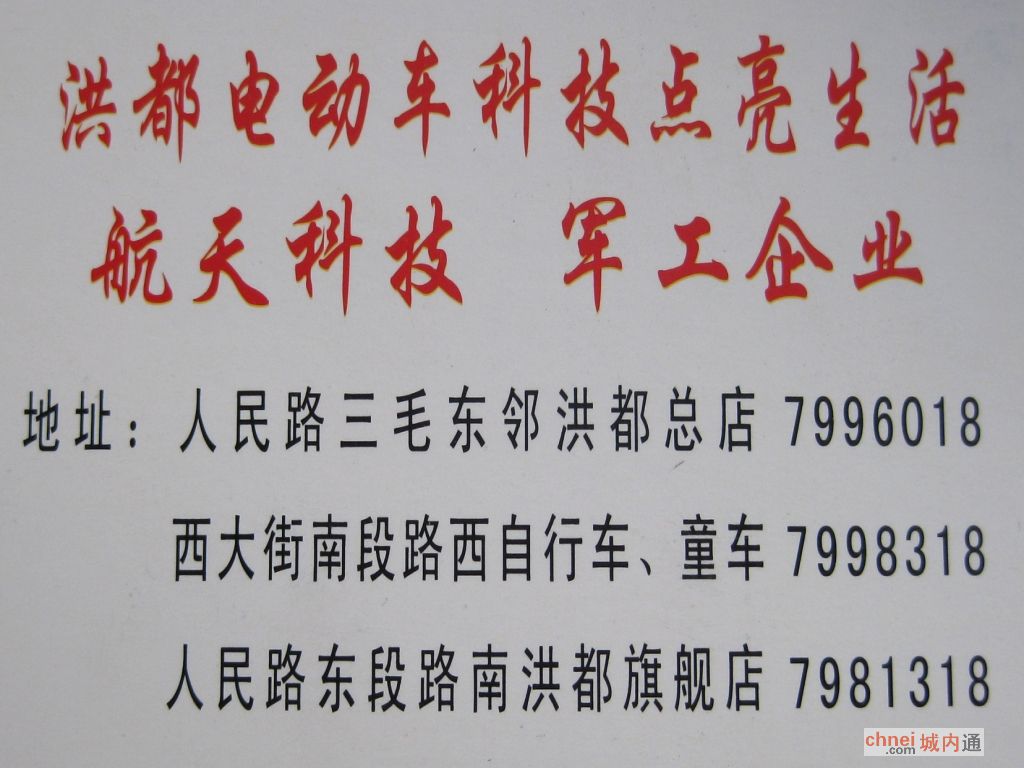 洪都电动车科技点亮生活
航天科技 军工企业
地址：人民路三毛东邻洪都总店 7996018
西大街南段路西自行车、童车 7998318
人民路东段路南洪都旗舰店 7981318
chnei.com 城内通